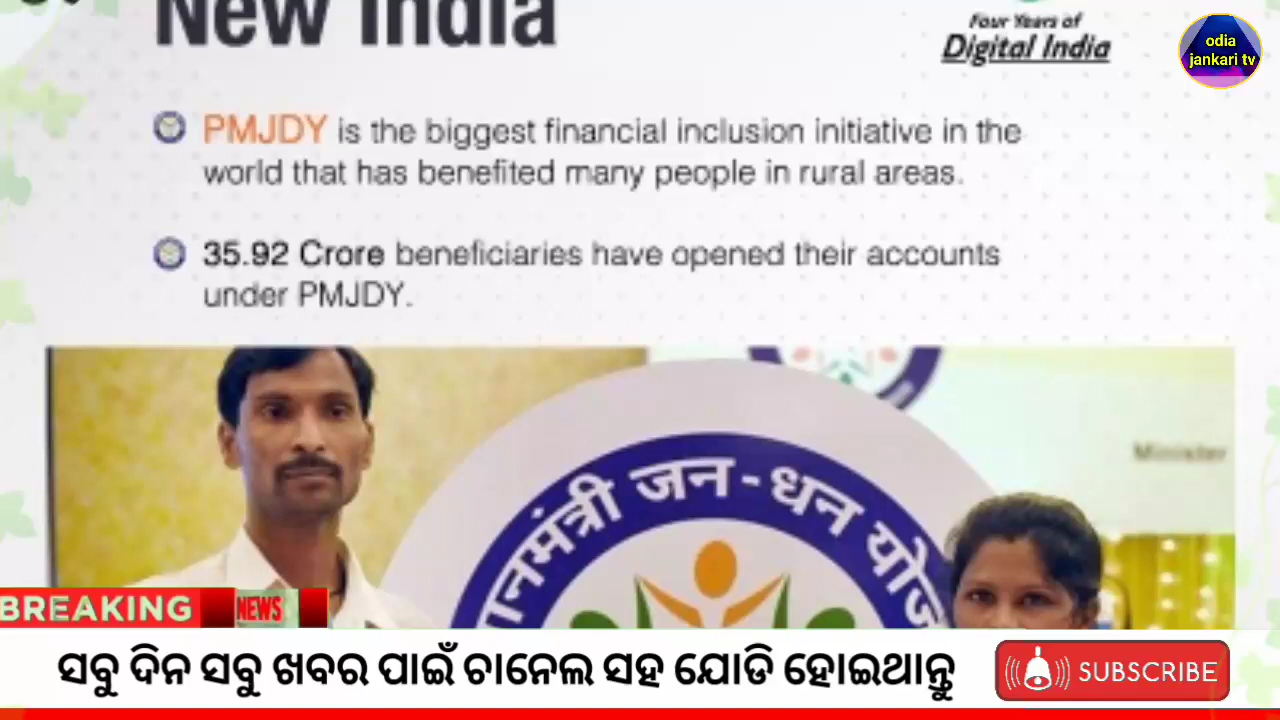 New India
Four Years of
Digital India
odia
jankari tv
PMJDY is the biggest financial inclusion initiative in the
world that has benefited many people in rural areas.
35.92 Crore beneficiaries have opened their accounts
under PMJDY.
Minister
जन-धन
BREAKING
NEWS
ସବୁ ଦିନ ସବୁ ଖବର ପାଇଁ ଚାନେଲ ସହ ଯୋଡି ହୋଇଥାନ୍ତୁ
SUBSCRIBE